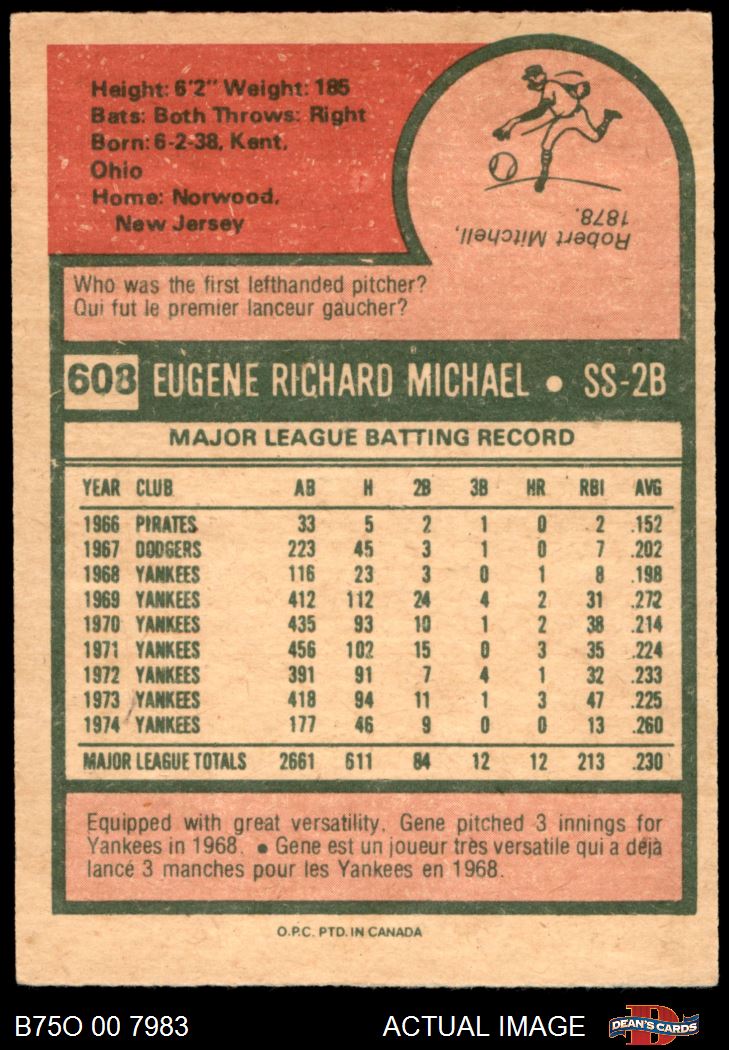 Height: 6'2" Weight: 185
Bats: Both Throws: Right
Born: 6-2-38, Kent,
Ohio
Home: Norwood,
New Jersey
Robert Mitchell,
1878.
Who was the first lefthanded pitcher?
Qui fut le premier lanceur gaucher?
608 EUGENE RICHARD MICHAEL • SS-2B
MAJOR LEAGUE BATTING RECORD
YEAR CLUB AB H 2B 3B HR RBI AVG
1966 PIRATES 33 5 2 1 0 2 .152
1967 DODGERS 223 45 3 1 0 7 .202
1968 YANKEES 116 23 3 0 1 8 .198
1969 YANKEES 412 112 24 4 2 31 .272
1970 YANKEES 435 93 10 1 2 38 .214
1971 YANKEES 456 102 15 0 3 35 .224
1972 YANKEES 391 91 7 4 1 32 .233
1973 YANKEES 418 94 11 1 3 47 .225
1974 YANKEES 177 46 9 0 0 13 .260
MAJOR LEAGUE TOTALS 2661 611 84 12 12 213 .230
Equipped with great versatility, Gene pitched 3 innings for
Yankees in 1968. • Gene est un joueur très versatile qui a déjà
lancé 3 manches pour les Yankees en 1968.
O.P.C. PTD. IN CANADA
B75O 00 7983 ACTUAL IMAGE DEAN'S CARDS